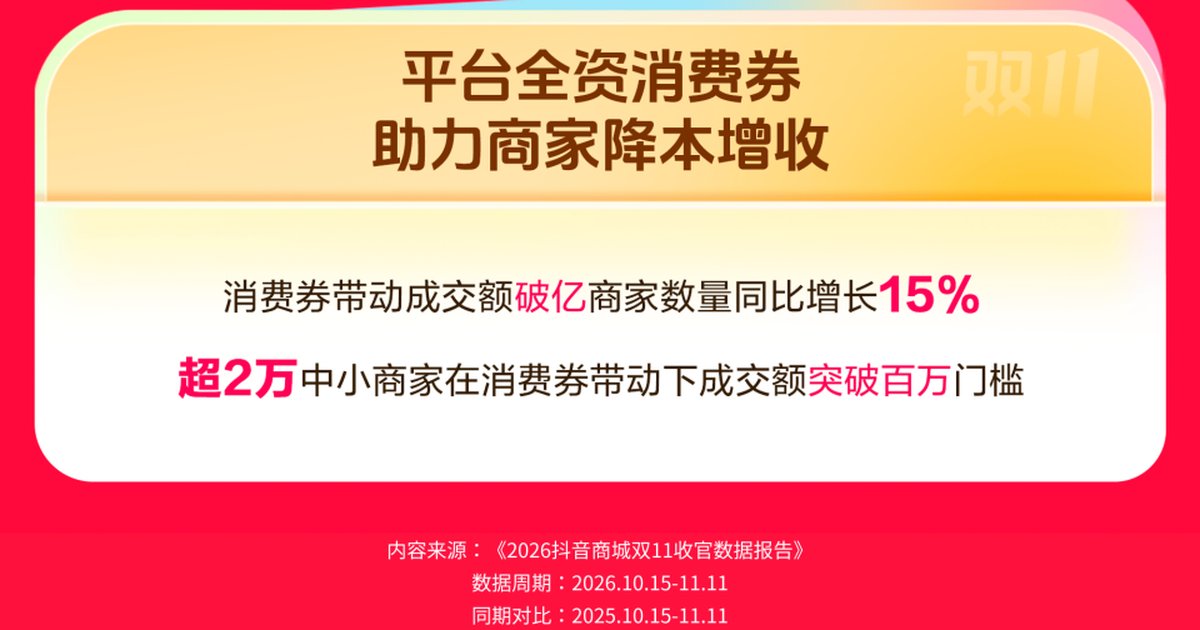 平台全资消费券
双11
助力商家降本增收
消费券带动成交额破亿商家数量同比增长15%
超2万中小商家在消费券带动下成交额突破百万门槛
内容来源：《2026抖音商城双11收官数据报告》
数据周期：2026.10.15-11.11
同期对比：2025.10.15-11.11